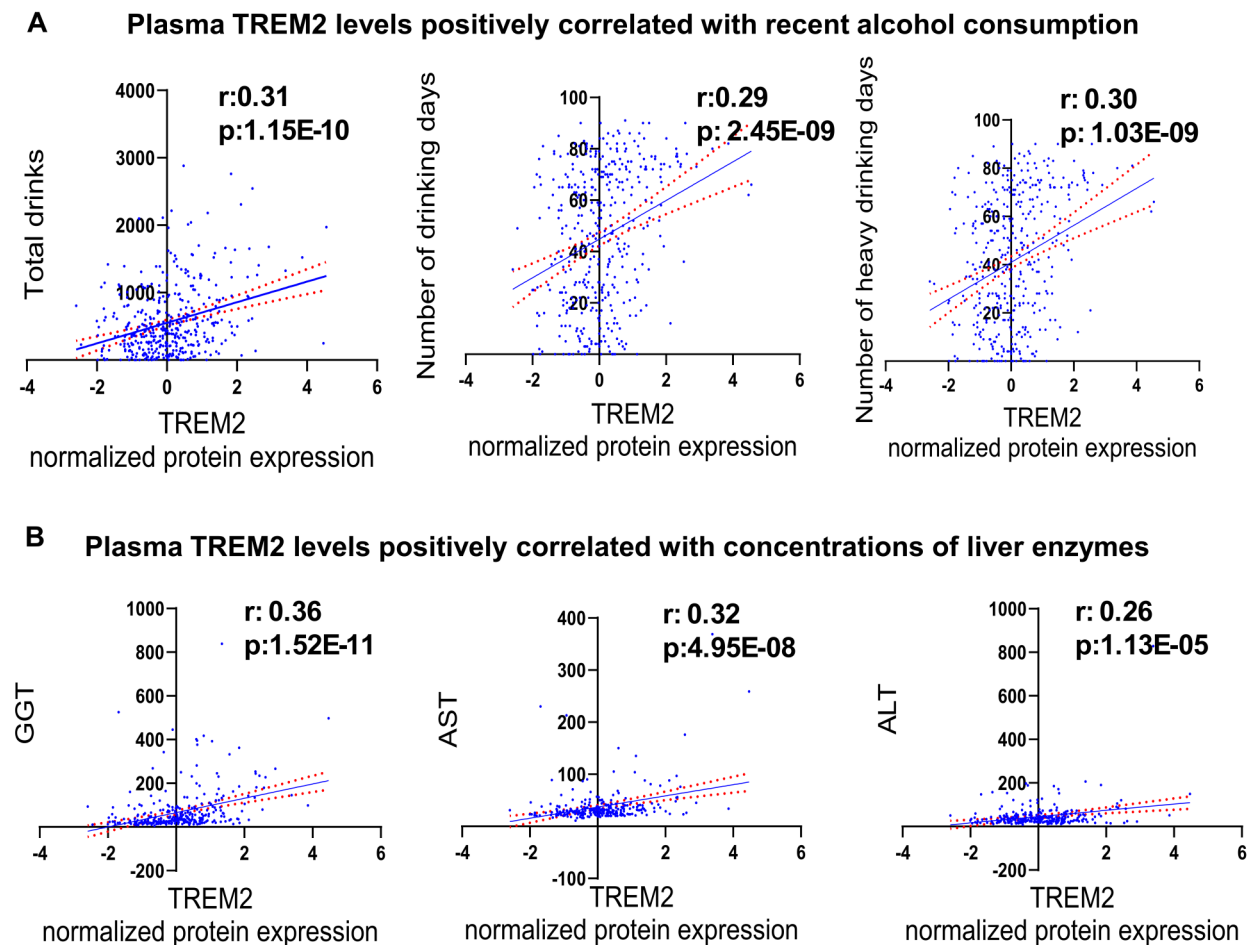 A
Plasma TREM2 levels positively correlated with recent alcohol consumption
Total drinks
4000
3000
2000
1000
-4 -2 0 2 4 6
r:0.31
p:1.15E-10
TREM2
normalized protein expression
Number of drinking days
100
80
60
40
20
-4 -2 0 2 4 6
r:0.29
p: 2.45E-09
TREM2
normalized protein expression
Number of heavy drinking days
100
80
60
40
20
-4 -2 0 2 4 6
r: 0.30
p: 1.03E-09
TREM2
normalized protein expression
B
Plasma TREM2 levels positively correlated with concentrations of liver enzymes
GGT
1000
800
600
400
200
-200
-4 -2 0 2 4 6
r: 0.36
p:1.52E-11
TREM2
normalized protein expression
AST
400
300
200
100
-100
-4 -2 0 2 4 6
r: 0.32
p:4.95E-08
TREM2
normalized protein expression
ALT
1000
800
600
400
200
-200
-4 -2 0 2 4 6
r: 0.26
p:1.13E-05
TREM2
normalized protein expression